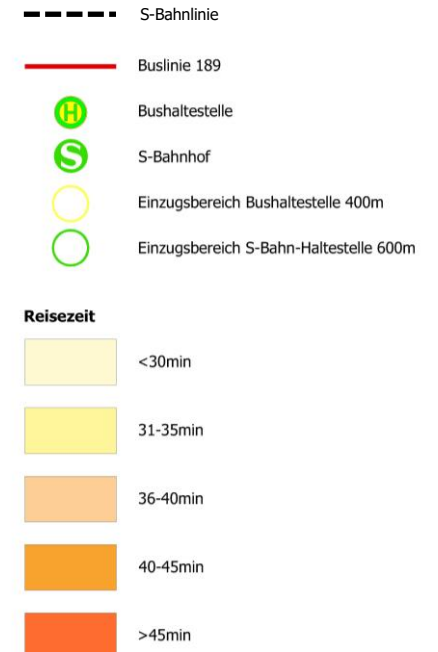 S-Bahnlinie
Buslinie 189
H Bushaltestelle
S S-Bahnhof
Einzugsbereich Bushaltestelle 400m
Einzugsbereich S-Bahn-Haltestelle 600m
Reisezeit
<30min
31-35min
36-40min
40-45min
>45min